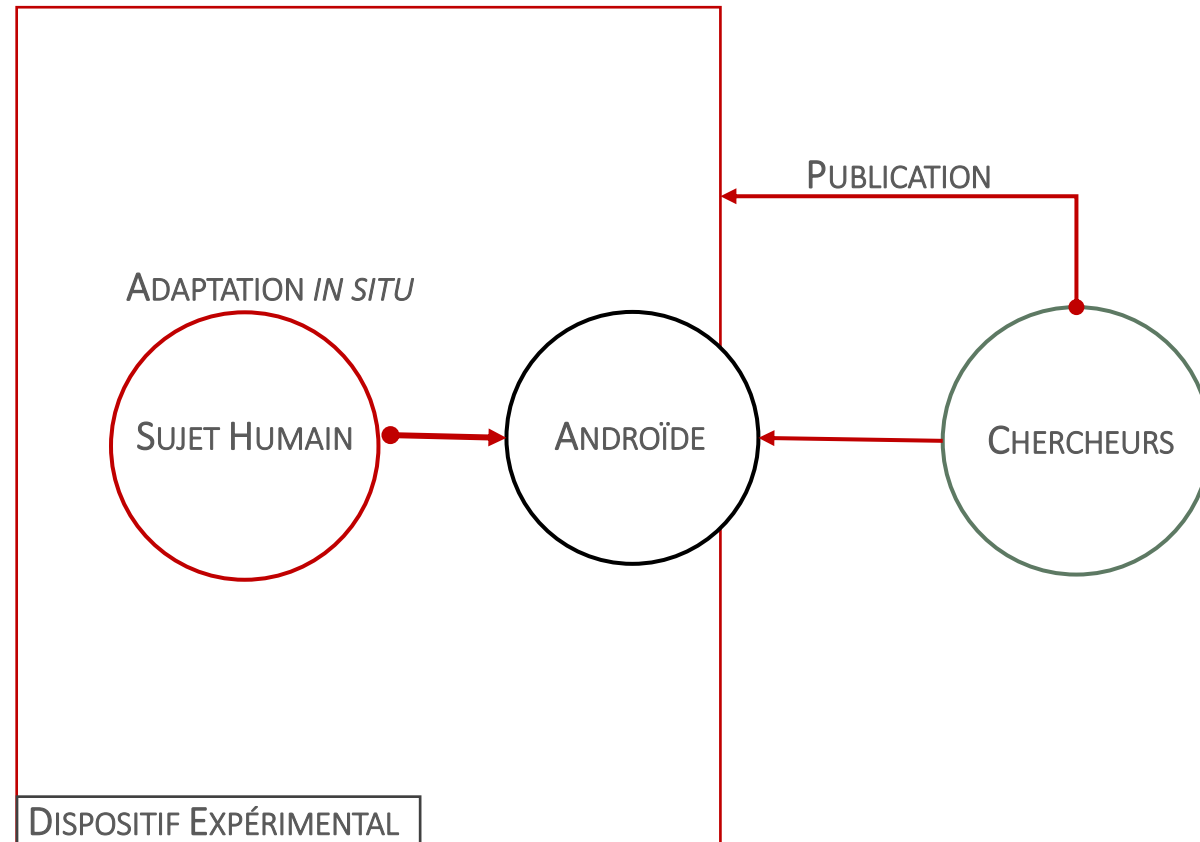 PUBLICATION
ADAPTATION IN SITU
SUJET HUMAIN
ANDROÏDE
CHERCHEURS
DISPOSITIF EXPÉRIMENTAL